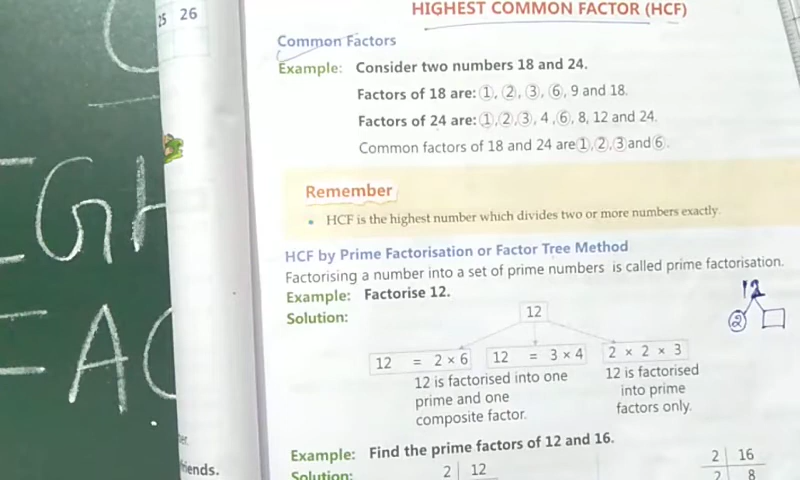 HIGHEST COMMON FACTOR (HCF)
25 26
Common Factors
Example: Consider two numbers 18 and 24.
Factors of 18 are: 1, 2, 3, 6, 9 and 18.
Factors of 24 are: 1, 2, 3, 4, 6, 8, 12 and 24.
Common factors of 18 and 24 are 1, 2, 3 and 6.
Remember
• HCF is the highest number which divides two or more numbers exactly.
HCF by Prime Factorisation or Factor Tree Method
Factorising a number into a set of prime numbers is called prime factorisation.
Example: Factorise 12.
12
2
Solution:
12
12 = 2 × 6
12 = 3 × 4
2 × 2 × 3
12 is factorised into one
prime and one
composite factor.
12 is factorised
into prime
factors only.
Example: Find the prime factors of 12 and 16.
Solution:
2 12
2 16
2 8